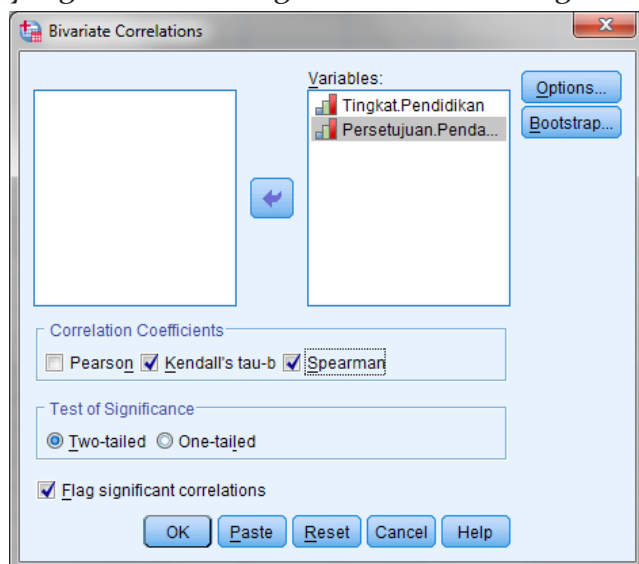 Bivariate Correlations
Variables:
Tingkat.Pendidikan
Persetujuan.Penda...
Options...
Bootstrap...
Correlation Coefficients
Pearson Kendall's tau-b Spearman
Test of Significance
Two-tailed One-tailed
Flag significant correlations
OK Paste Reset Cancel Help